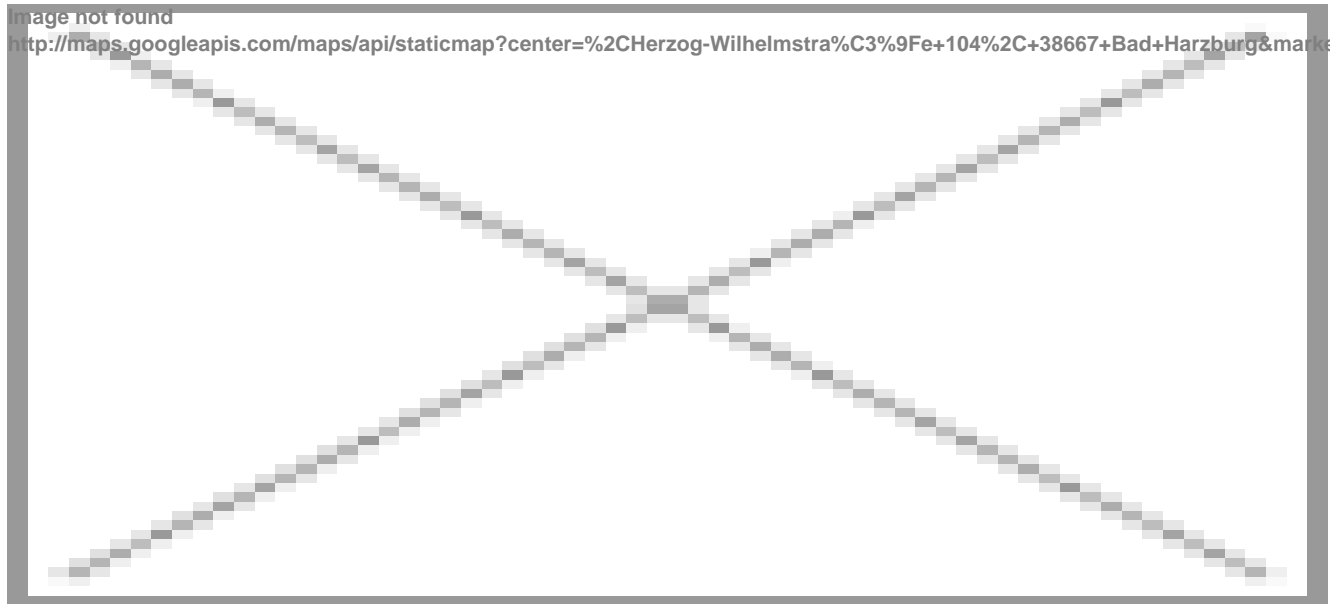 Image not found
http://maps.googleapis.com/maps/api/staticmap?center=%2CHerzog-Wilhelmstra%C3%9Fe+104%2C+38667+Bad+Harzburg&marke